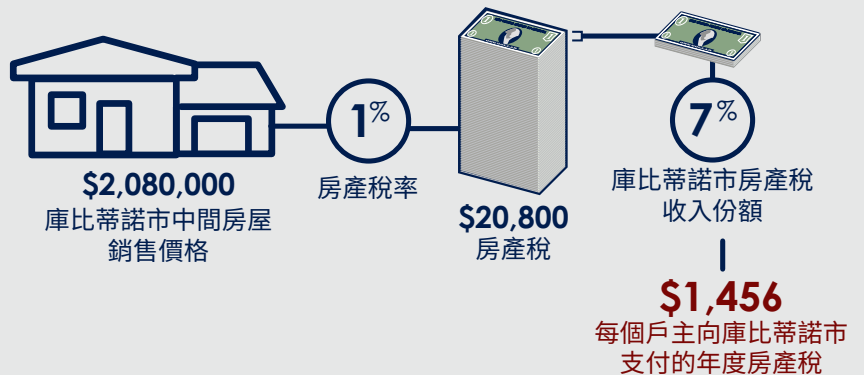 $2,080,000
庫比蒂諾市中間房屋
銷售價格
1%
房產稅率
$20,800
房產稅
7%
庫比蒂諾市房產稅
收入份額
$1,456
每個戶主向庫比蒂諾市
支付的年度房產稅